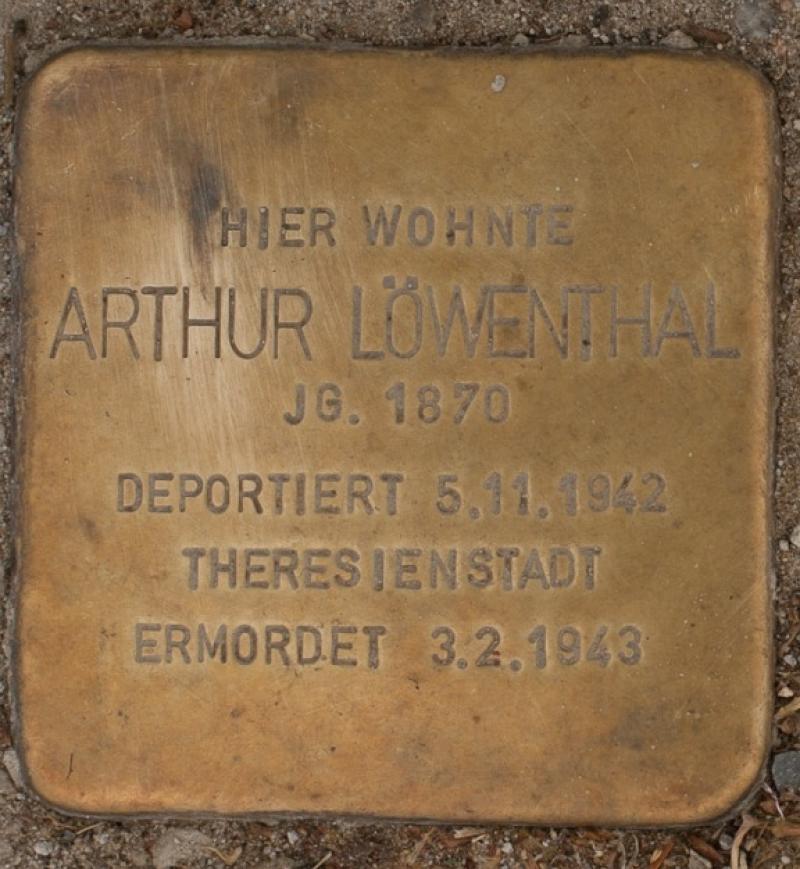 HIER WOHNTE
ARTHUR LÖWENTHAL
JG. 1870
DEPORTIERT 5.11.1942
THERESIENSTADT
ERMORDET 3.2.1943